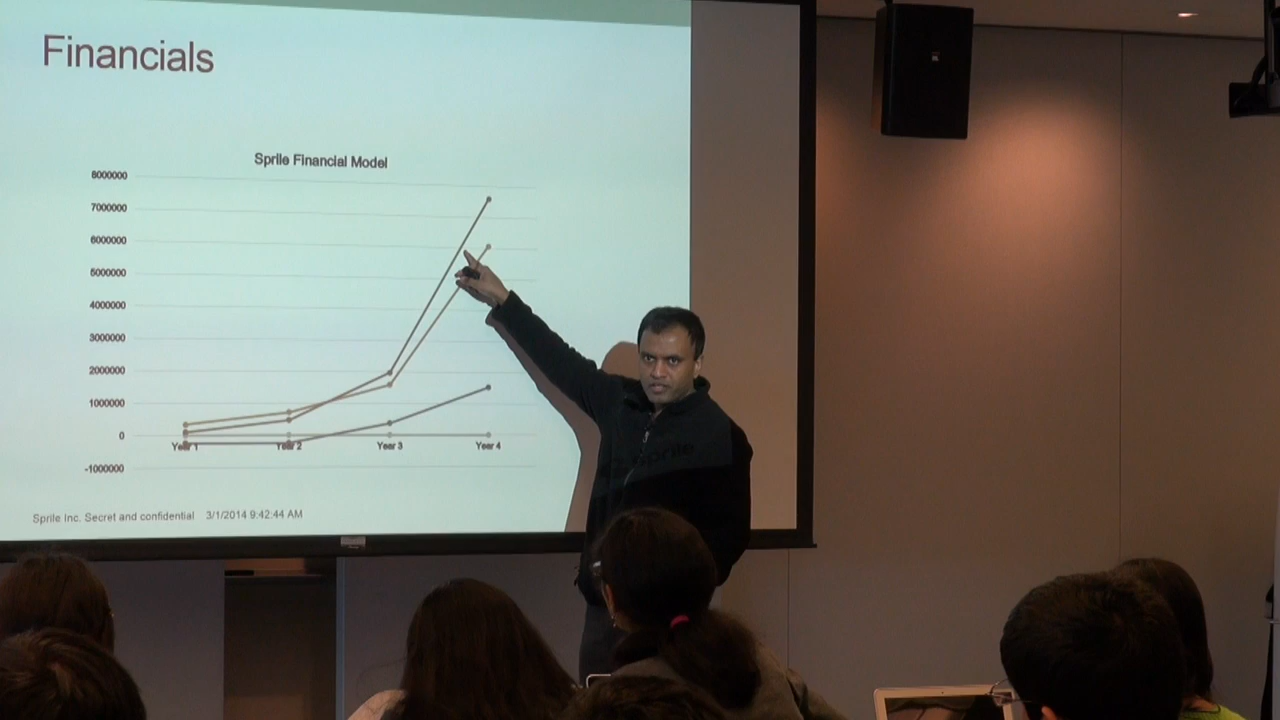 Financials
Sprile Financial Model
8000000
7000000
6000000
5000000
4000000
3000000
2000000
1000000
0
-1000000
Year 1 Year 2 Year 3 Year 4
Sprile Inc. Secret and confidential 3/1/2014 9:42:44 AM